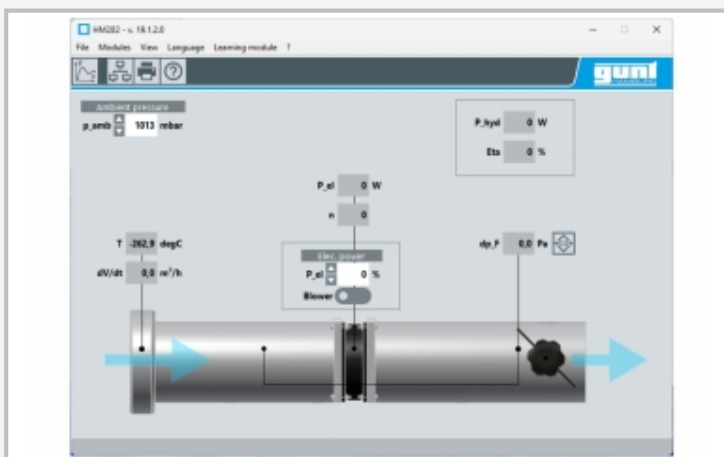 HM282 – v. 19.1.2.0
File Modules View Language Learning module ?
gunt
Ambient pressure
p_amb 1013 mbar
P_hyd 0 W
Eta 0 %
P_el 0 W
n 0
T -262,9 degC
dV/dt 0,0 m³/h
Elec. power
P_el 0 %
Blower
dp_F 0,0 Pa